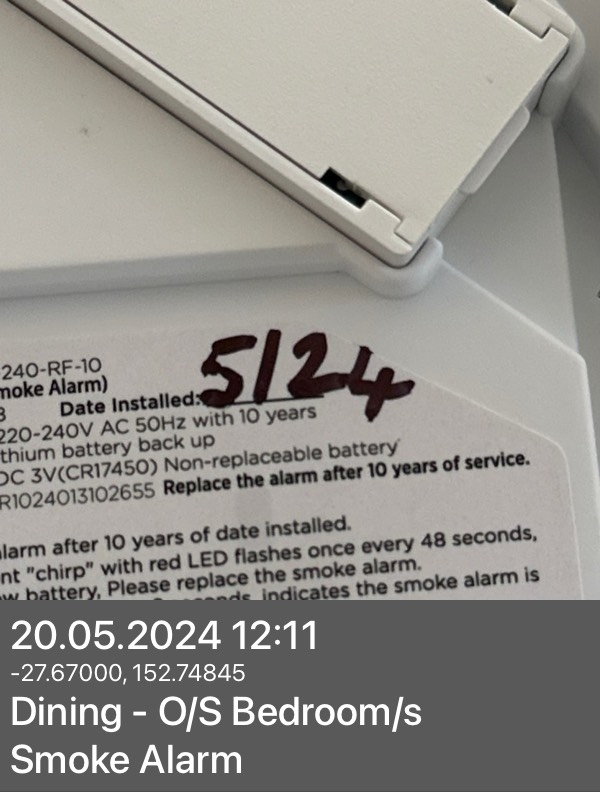 240-RF-10
moke Alarm)
Date Installed: 5/24
220-240V AC 50Hz with 10 years
thium battery back up
DC 3V(CR17450) Non-replaceable battery
R1024013102655 Replace the alarm after 10 years of service.
larm after 10 years of date installed.
nt "chirp" with red LED flashes once every 48 seconds,
w battery, Please replace the smoke alarm.
indicates the smoke alarm is
20.05.2024 12:11
-27.67000, 152.74845
Dining - O/S Bedroom/s
Smoke Alarm